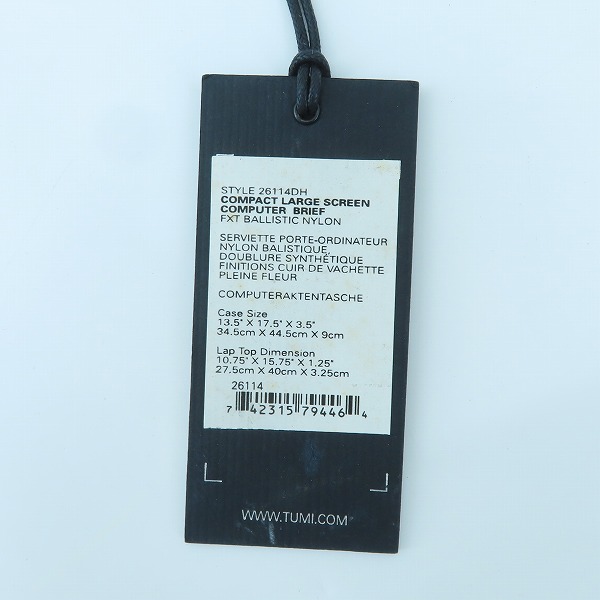 STYLE 26114DH
COMPACT LARGE SCREEN
COMPUTER BRIEF
FXT BALLISTIC NYLON
SERVIETTE PORTE-ORDINATEUR
NYLON BALISTIQUE,
DOUBLURE SYNTHÉTIQUE
FINITIONS CUIR DE VACHETTE
PLEINE FLEUR
COMPUTERAKTENTASCHE
Case Size
13.5" X 17.5" X 3.5"
34.5cm X 44.5cm X 9cm
Lap Top Dimension
10.75" X 15.75" X 1.25"
27.5cm X 40cm X 3.25cm
26114
7 42315 79446 4
WWW.TUMI.COM